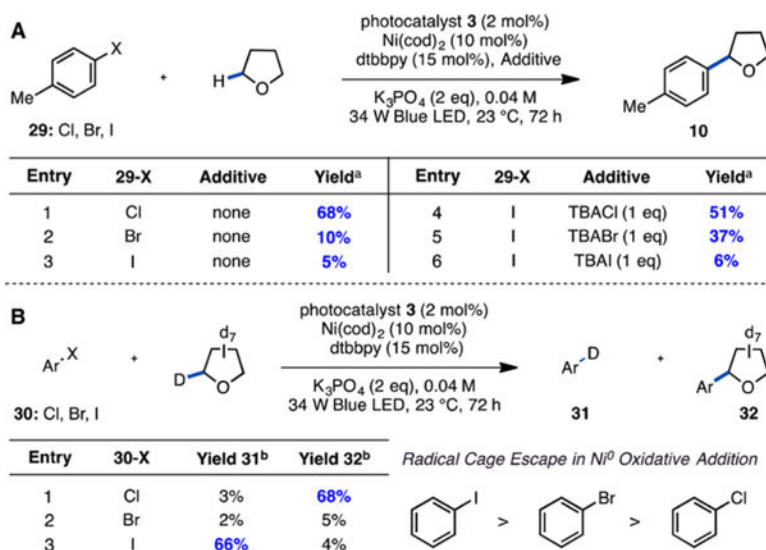 A
X
Me
29: Cl, Br, I
+
H
O
photocatalyst 3 (2 mol%)
Ni(cod)2 (10 mol%)
dtbbpy (15 mol%), Additive
K3PO4 (2 eq), 0.04 M
34 W Blue LED, 23 °C, 72 h
O
Me
10
Entry 29-X Additive Yieldᵃ Entry 29-X Additive Yieldᵃ
1 Cl none 68% 4 I TBACl (1 eq) 51%
2 Br none 10% 5 I TBABr (1 eq) 37%
3 I none 5% 6 I TBAI (1 eq) 6%
B
Ar X
30: Cl, Br, I
+
d7
D
O
photocatalyst 3 (2 mol%)
Ni(cod)2 (10 mol%)
dtbbpy (15 mol%)
K3PO4 (2 eq), 0.04 M
34 W Blue LED, 23 °C, 72 h
Ar D
31
+
d7
Ar
O
32
Entry 30-X Yield 31ᵇ Yield 32ᵇ
1 Cl 3% 68%
2 Br 2% 5%
3 I 66% 4%
Radical Cage Escape in Ni⁰ Oxidative Addition
I > Br > Cl